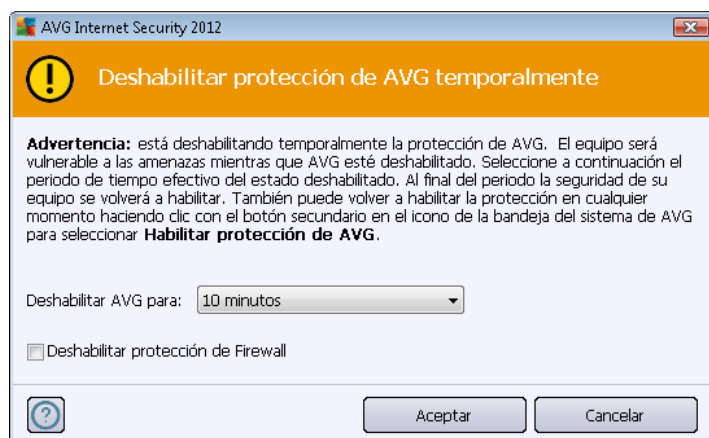 AVG Internet Security 2012
Deshabilitar protección de AVG temporalmente
Advertencia: está deshabilitando temporalmente la protección de AVG. El equipo será
vulnerable a las amenazas mientras que AVG esté deshabilitado. Seleccione a continuación el
periodo de tiempo efectivo del estado deshabilitado. Al final del periodo la seguridad de su
equipo se volverá a habilitar. También puede volver a habilitar la protección en cualquier
momento haciendo clic con el botón secundario en el icono de la bandeja del sistema de AVG
para seleccionar Habilitar protección de AVG.
Deshabilitar AVG para: 10 minutos
Deshabilitar protección de Firewall
Aceptar Cancelar